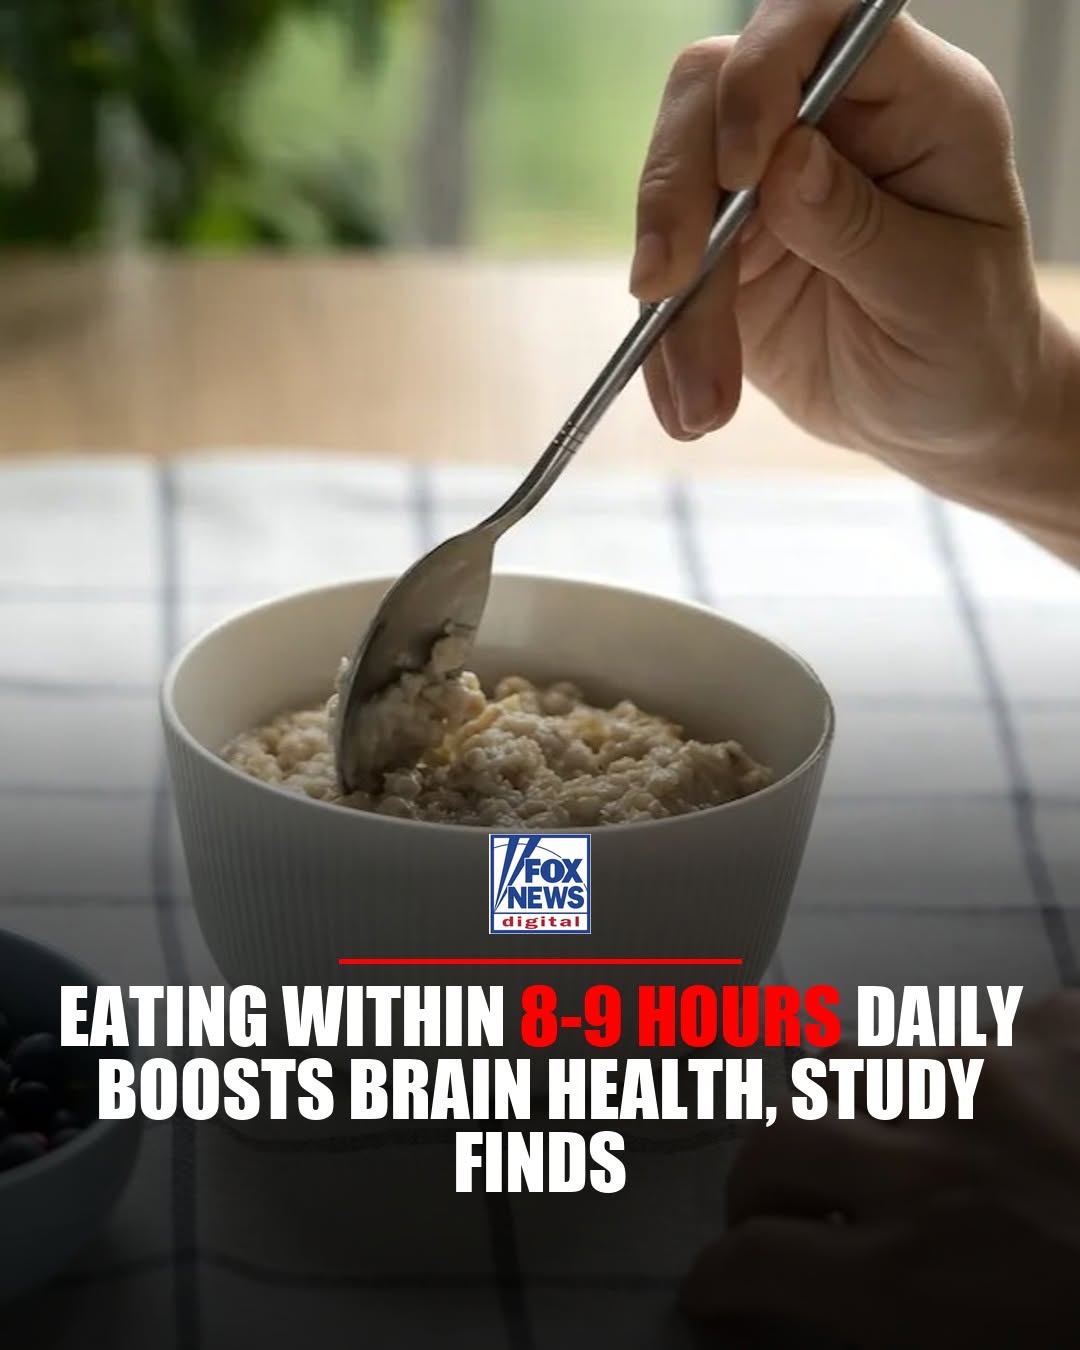 FOX
NEWS
digital
EATING WITHIN 8-9 HOURS DAILY
BOOSTS BRAIN HEALTH, STUDY
FINDS